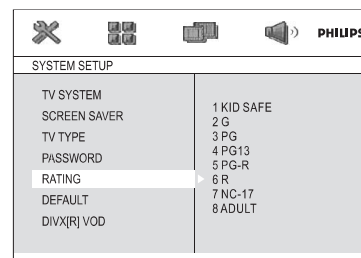 PHILIPS
SYSTEM SETUP
TV SYSTEM
SCREEN SAVER
TV TYPE
PASSWORD
RATING
DEFAULT
DIVX[R] VOD
1 KID SAFE
2 G
3 PG
4 PG13
5 PG-R
6 R
7 NC-17
8 ADULT